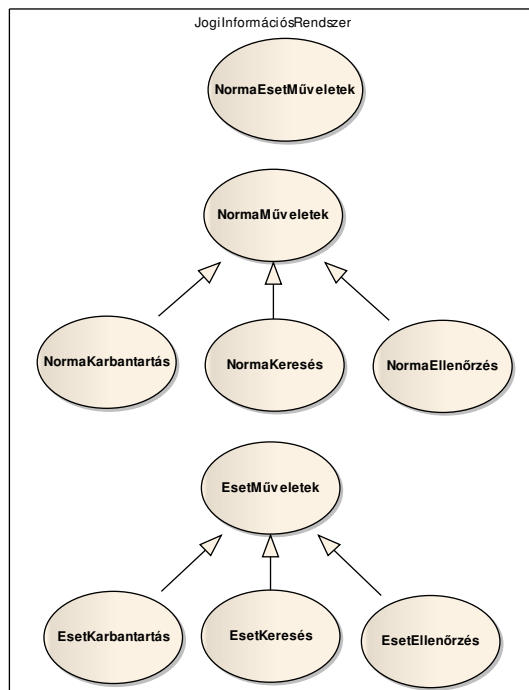 JogiInformációsRendszer
NormaEsetMűveletek
NormaMűveletek
NormaKarbantartás
NormaKeresés
NormaEllenőrzés
EsetMűveletek
EsetKarbantartás
EsetKeresés
EsetEllenőrzés